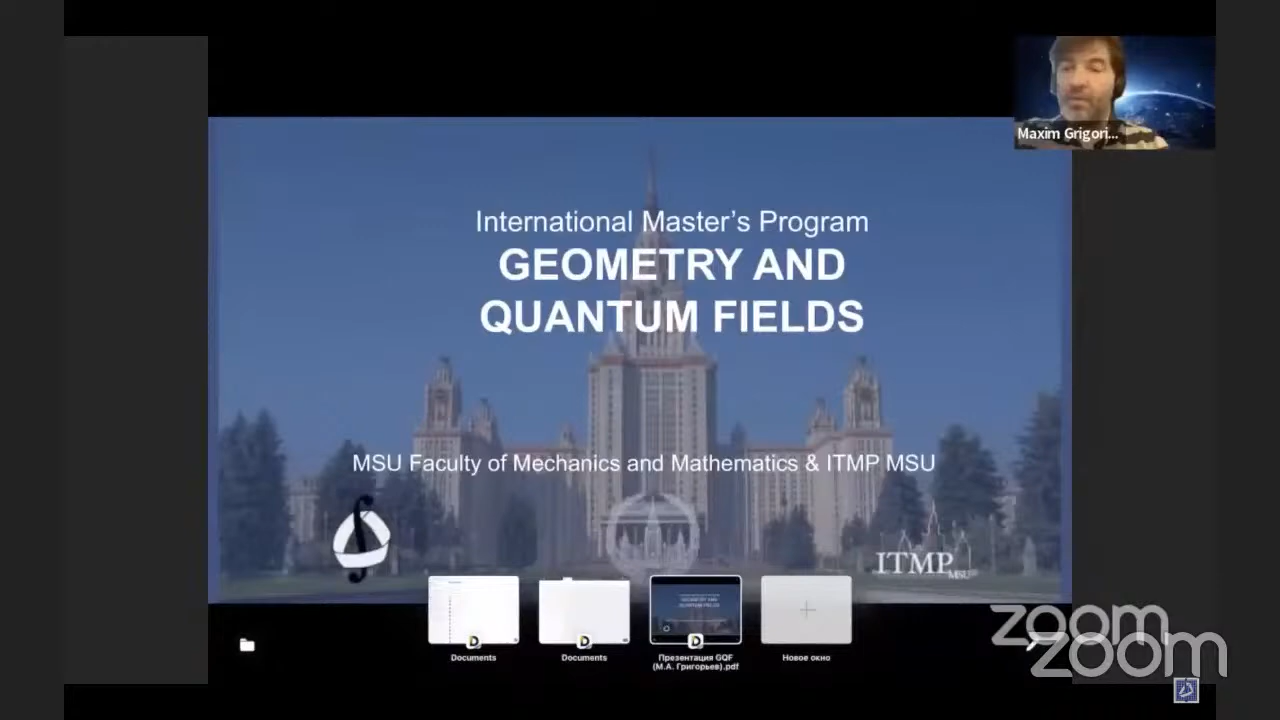 Maxim Grigori...
International Master's Program
GEOMETRY AND
QUANTUM FIELDS
MSU Faculty of Mechanics and Mathematics & ITMP MSU
ITMP MSU
Documents
Documents
Презентация GQF
(М.А. Григорьев).pdf
Новое окно
zoom
zoom